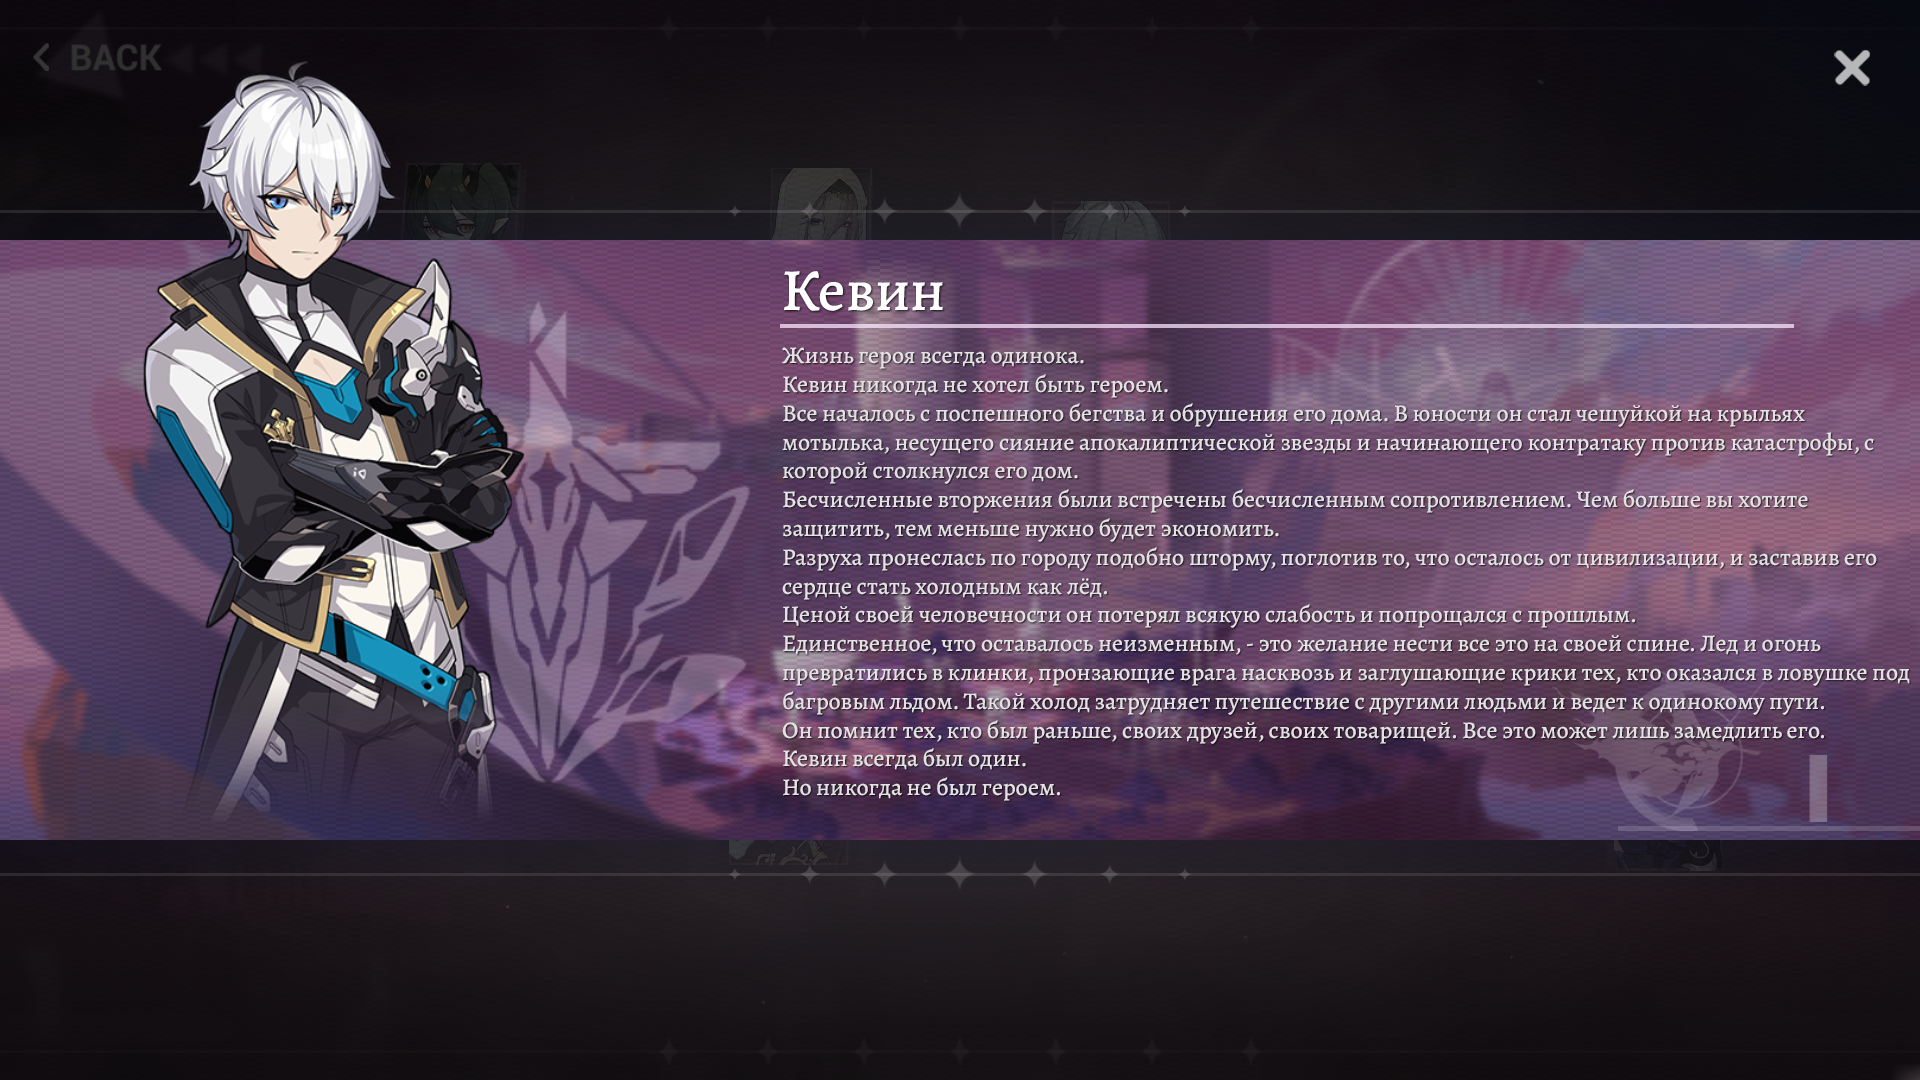 BACK
Кевин
Жизнь героя всегда одинока.
Кевин никогда не хотел быть героем.
Все началось с поспешного бегства и обрушения его дома. В юности он стал чешуйкой на крыльях
мотылька, несущего сияние апокалиптической звезды и начинающего контратаку против катастрофы, с
которой столкнулся его дом.
Бесчисленные вторжения были встречены бесчисленным сопротивлением. Чем больше вы хотите
защитить, тем меньше нужно будет экономить.
Разруха пронеслась по городу подобно шторму, поглотив то, что осталось от цивилизации, и заставив его
сердце стать холодным как лёд.
Ценой своей человечности он потерял всякую слабость и попрощался с прошлым.
Единственное, что оставалось неизменным, - это желание нести все это на своей спине. Лед и огонь
превратились в клинки, пронзающие врага насквозь и заглушающие крики тех, кто оказался в ловушке под
багровым льдом. Такой холод затрудняет путешествие с другими людьми и ведет к одинокому пути.
Он помнит тех, кто был раньше, своих друзей, своих товарищей. Все это может лишь замедлить его.
Кевин всегда был один.
Но никогда не был героем.
I